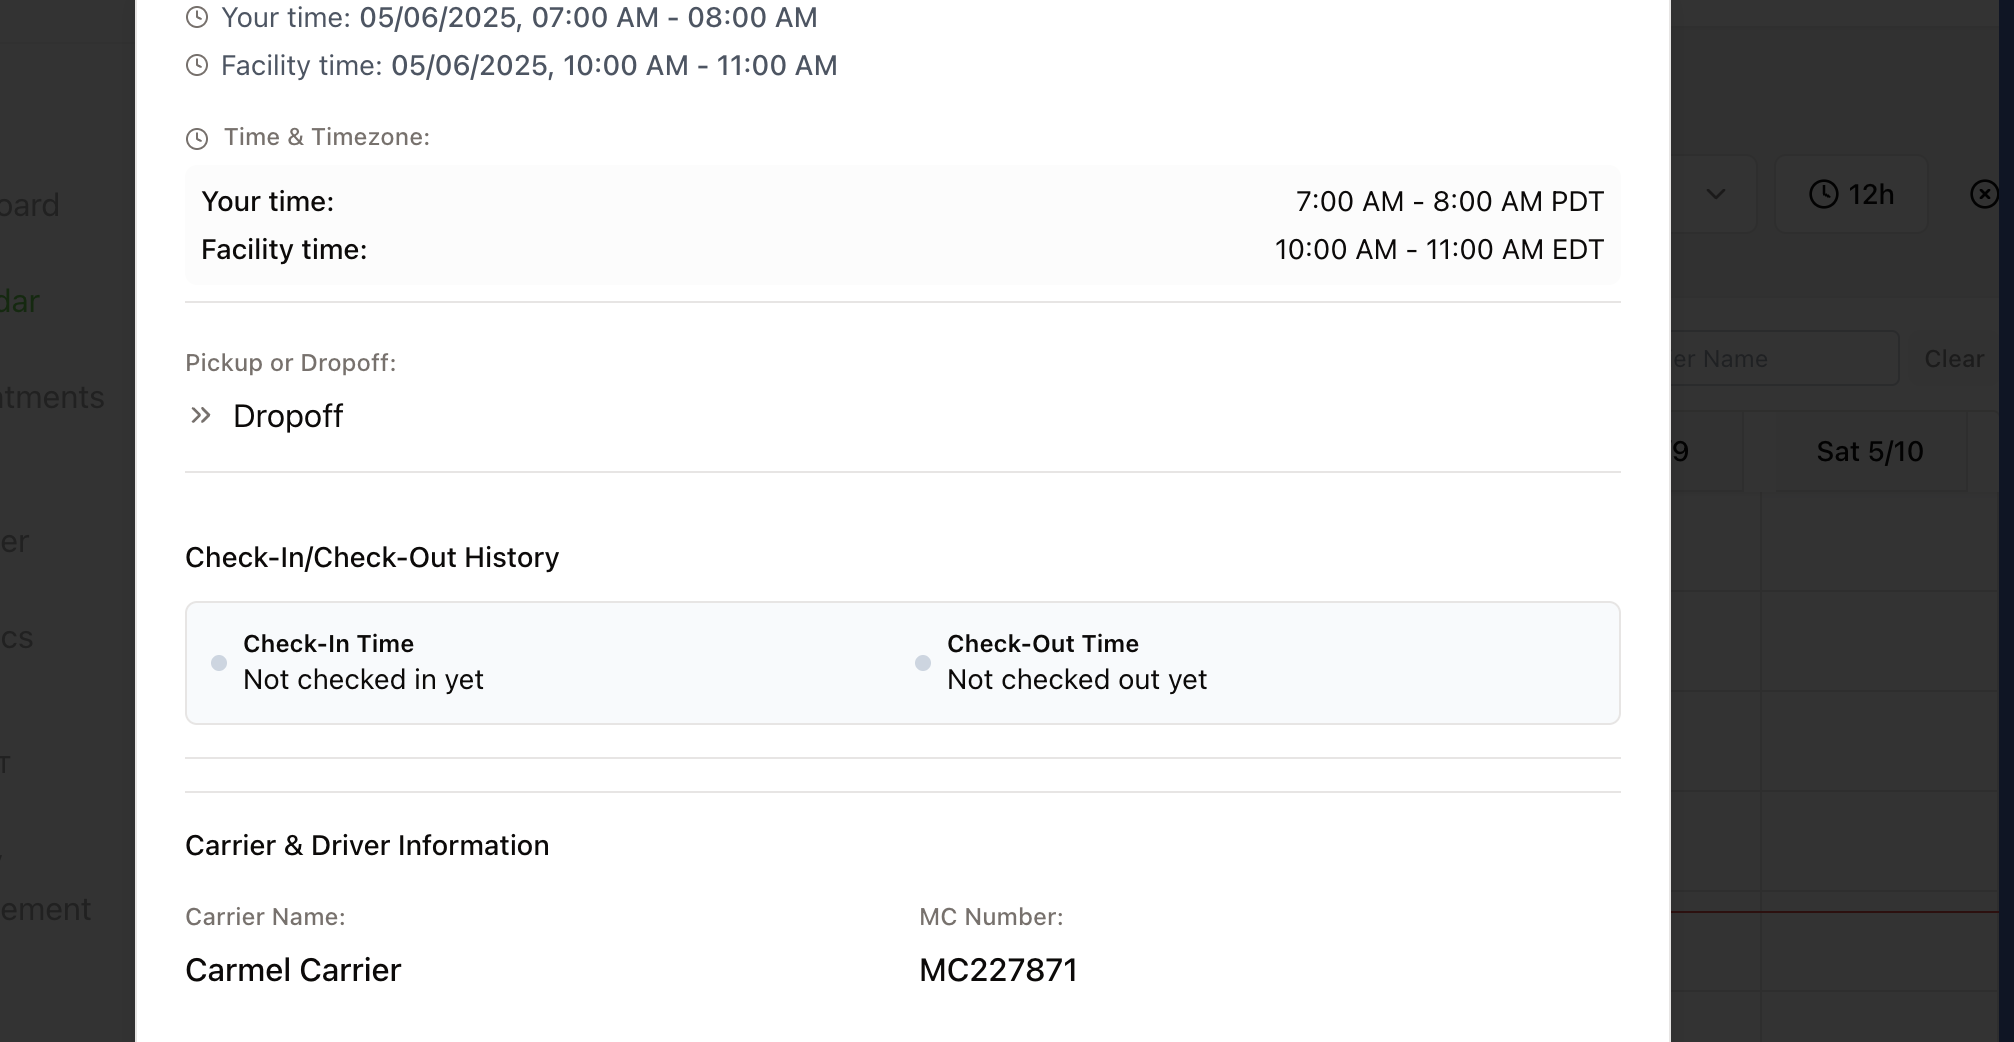 Your time: 05/06/2025, 07:00 AM - 08:00 AM
Facility time: 05/06/2025, 10:00 AM - 11:00 AM
Time & Timezone:
Your time: 7:00 AM - 8:00 AM PDT
Facility time: 10:00 AM - 11:00 AM EDT
Pickup or Dropoff:
Dropoff
Check-In/Check-Out History
Check-In Time
Not checked in yet
Check-Out Time
Not checked out yet
Carrier & Driver Information
Carrier Name:
Carmel Carrier
MC Number:
MC227871
oard
dar
tments
er
cs
T
ement
12h
er Name
Clear
9
Sat 5/10